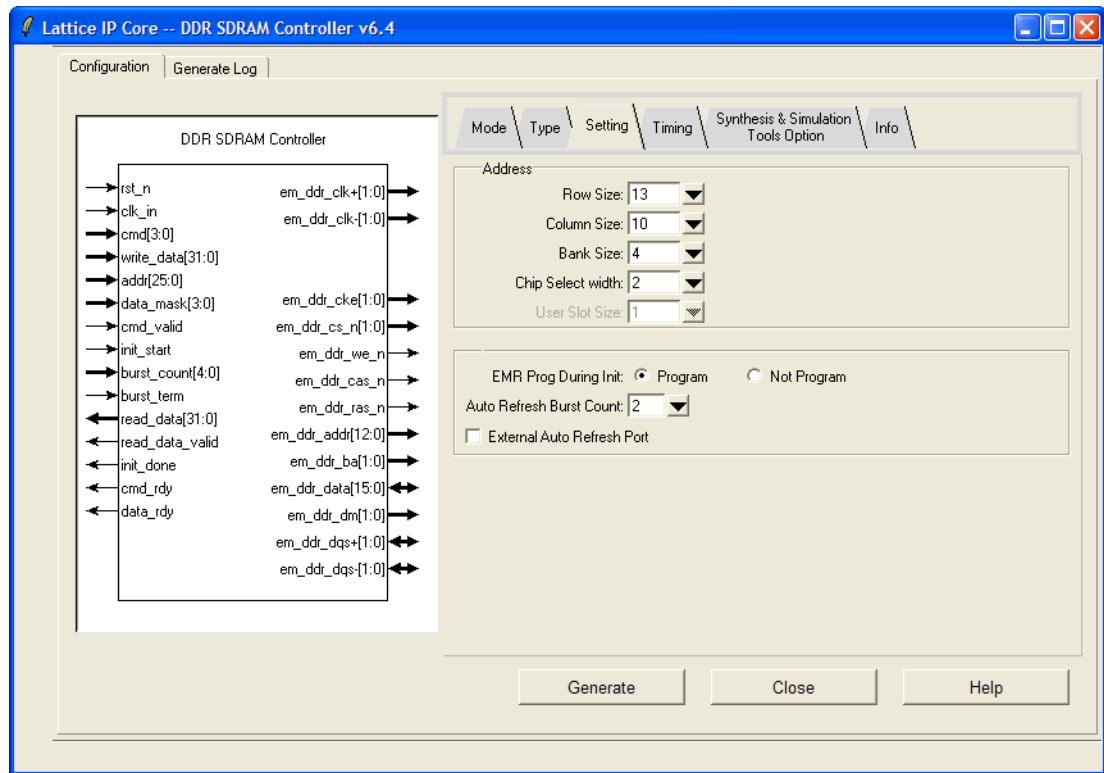 Lattice IP Core -- DDR SDRAM Controller v6.4
Configuration
Generate Log
DDR SDRAM Controller
rst_n
clk_in
cmd[3:0]
write_data[31:0]
addr[25:0]
data_mask[3:0]
cmd_valid
init_start
burst_count[4:0]
burst_term
read_data[31:0]
read_data_valid
init_done
cmd_rdy
data_rdy
em_ddr_clk+[1:0]
em_ddr_clk-[1:0]
em_ddr_cke[1:0]
em_ddr_cs_n[1:0]
em_ddr_we_n
em_ddr_cas_n
em_ddr_ras_n
em_ddr_addr[12:0]
em_ddr_ba[1:0]
em_ddr_data[15:0]
em_ddr_dm[1:0]
em_ddr_dqs+[1:0]
em_ddr_dqs-[1:0]
Mode
Type
Setting
Timing
Synthesis & Simulation
Tools Option
Info
Address
Row Size: 13
Column Size: 10
Bank Size: 4
Chip Select width: 2
User Slot Size: 1
EMR Prog During Init: Program Not Program
Auto Refresh Burst Count: 2
External Auto Refresh Port
Generate
Close
Help